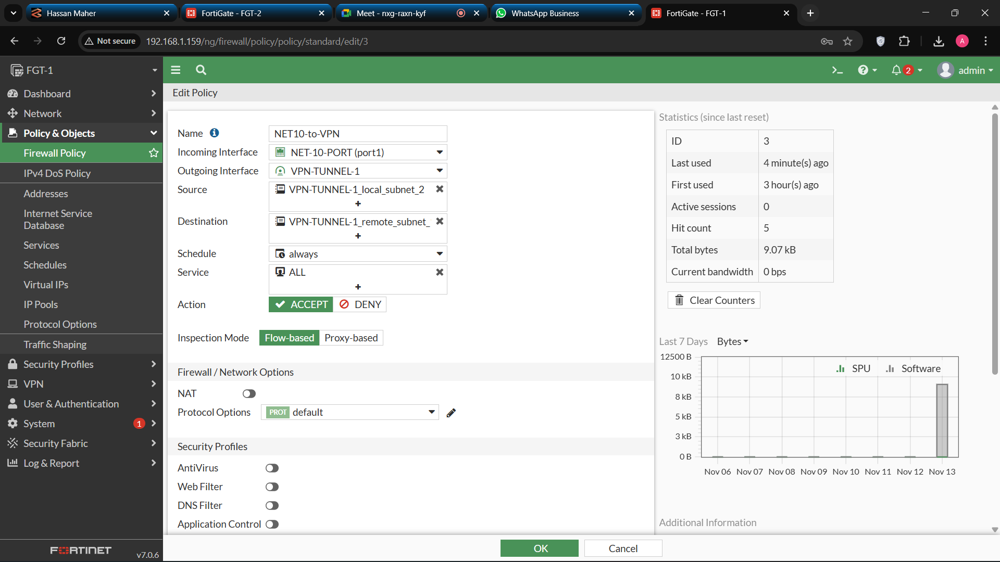 Hassan Maher
FortiGate - FGT-2
Meet - nxg-raxn-kyf
WhatsApp Business
FortiGate - FGT-1
Not secure
192.168.1.159/ng/firewall/policy/policy/standard/edit/3
A
FGT-1
2
admin
Dashboard
Network
Policy & Objects
Firewall Policy
IPv4 DoS Policy
Addresses
Internet Service
Database
Services
Schedules
Virtual IPs
IP Pools
Protocol Options
Traffic Shaping
Security Profiles
VPN
User & Authentication
System 1
Security Fabric
Log & Report
FORTINET
v7.0.6
Edit Policy
Name NET10-to-VPN
Incoming Interface NET-10-PORT (port1)
Outgoing Interface VPN-TUNNEL-1
Source VPN-TUNNEL-1_local_subnet_2
+
Destination VPN-TUNNEL-1_remote_subnet_
+
Schedule always
Service ALL
+
Action ACCEPT DENY
Inspection Mode Flow-based Proxy-based
Firewall / Network Options
NAT
Protocol Options PROT default
Security Profiles
AntiVirus
Web Filter
DNS Filter
Application Control
OK Cancel
Statistics (since last reset)
ID 3
Last used 4 minute(s) ago
First used 3 hour(s) ago
Active sessions 0
Hit count 5
Total bytes 9.07 kB
Current bandwidth 0 bps
Clear Counters
Last 7 Days Bytes
SPU Software
12500 B
10 kB
8 kB
5 kB
3 kB
0 B
Nov 06 Nov 07 Nov 08 Nov 09 Nov 10 Nov 11 Nov 12 Nov 13
Additional Information